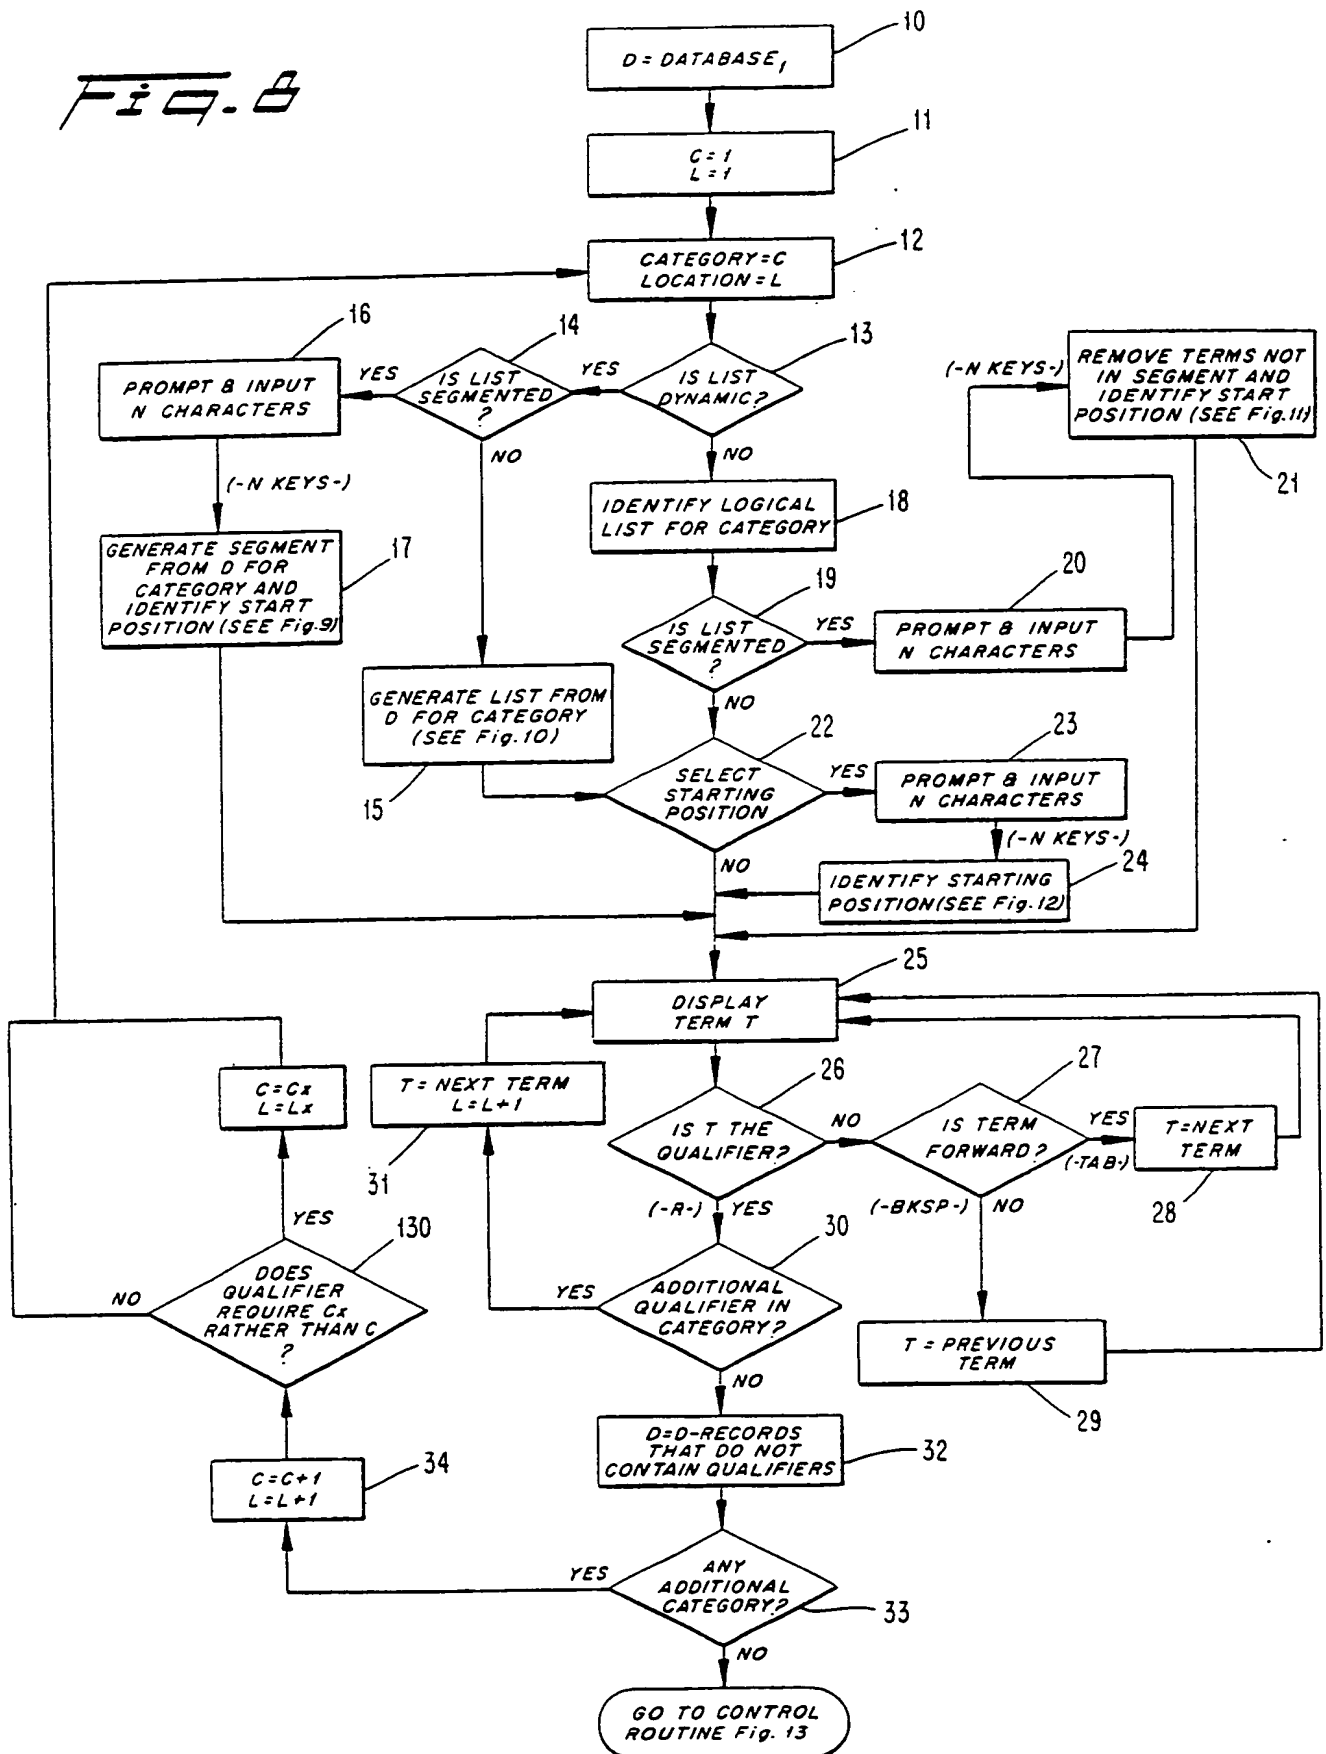 Fig. 8
10
D = DATABASE1
11
C = 1
L = 1
12
CATEGORY = C
LOCATION = L
13
IS LIST
DYNAMIC?
YES
NO
14
IS LIST
SEGMENTED
?
YES
NO
16
PROMPT & INPUT
N CHARACTERS
(-N KEYS-)
17
GENERATE SEGMENT
FROM D FOR
CATEGORY AND
IDENTIFY START
POSITION (SEE Fig.9)
GENERATE LIST FROM
D FOR CATEGORY
(SEE Fig.10)
15
IDENTIFY LOGICAL
LIST FOR CATEGORY
18
19
IS LIST
SEGMENTED
?
YES
NO
20
PROMPT & INPUT
N CHARACTERS
(-N KEYS-)
REMOVE TERMS NOT
IN SEGMENT AND
IDENTIFY START
POSITION (SEE Fig.11)
21
22
SELECT
STARTING
POSITION
YES
NO
23
PROMPT & INPUT
N CHARACTERS
(-N KEYS-)
24
IDENTIFY STARTING
POSITION (SEE Fig.12)
25
DISPLAY
TERM T
26
IS T THE
QUALIFIER?
NO
(-R-) YES
27
IS TERM
FORWARD?
YES
(-TAB-)
T=NEXT
TERM
28
(-BKSP-) NO
T = PREVIOUS
TERM
29
30
ADDITIONAL
QUALIFIER IN
CATEGORY?
YES
NO
T = NEXT TERM
L = L+1
31
C = Cx
L = Lx
YES
130
DOES
QUALIFIER
REQUIRE Cx
RATHER THAN C
?
NO
D=D-RECORDS
THAT DO NOT
CONTAIN QUALIFIERS
32
34
C = C+1
L = L+1
ANY
ADDITIONAL
CATEGORY?
33
YES
NO
GO TO CONTROL
ROUTINE Fig. 13